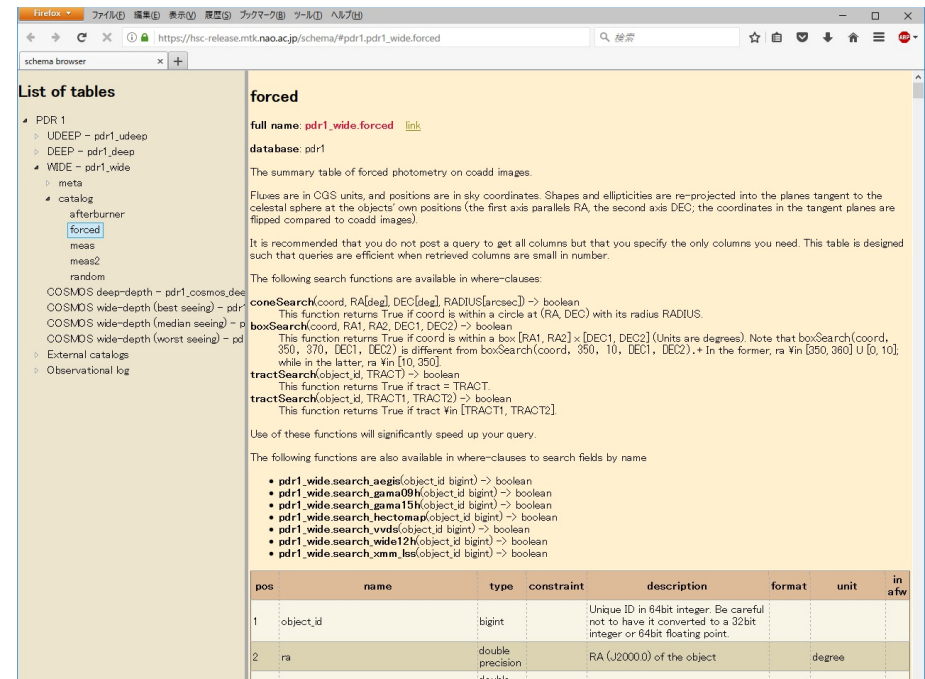 Firefox
ファイル(F) 編集(E) 表示(V) 履歴(S) ブックマーク(B) ツール(T) ヘルプ(H)
https://hsc-release.mtk.nao.ac.jp/schema/#pdr1.pdr1_wide.forced
検索
ABP
schema browser
List of tables
PDR 1
UDEEP - pdr1_udeep
DEEP - pdr1_deep
WIDE - pdr1_wide
meta
catalog
afterburner
forced
meas
meas2
random
COSMOS deep-depth - pdr1_cosmos_dee
COSMOS wide-depth (best seeing) - pdr1
COSMOS wide-depth (median seeing) - p
COSMOS wide-depth (worst seeing) - pd
External catalogs
Observational log
forced
full name: pdr1_wide.forced link
database: pdr1
The summary table of forced photometry on coadd images.
Fluxes are in CGS units, and positions are in sky coordinates. Shapes and ellipticities are re-projected into the planes tangent to the
celestal sphere at the objects' own positions (the first axis parallels RA, the second axis DEC; the coordinates in the tangent planes are
flipped compared to coadd images).
It is recommended that you do not post a query to get all columns but that you specify the only columns you need. This table is designed
such that queries are efficient when retrieved columns are small in number.
The following search functions are available in where-clauses:
coneSearch(coord, RA[deg], DEC[deg], RADIUS[arcsec]) -> boolean
This function returns True if coord is within a circle at (RA, DEC) with its radius RADIUS.
boxSearch(coord, RA1, RA2, DEC1, DEC2) -> boolean
This function returns True if coord is within a box [RA1, RA2] x [DEC1, DEC2] (Units are degrees). Note that boxSearch(coord,
350, 370, DEC1, DEC2) is different from boxSearch(coord, 350, 10, DEC1, DEC2).+ In the former, ra ¥in [350, 360] U [0, 10];
while in the latter, ra ¥in [10, 350].
tractSearch(object_id, TRACT) -> boolean
This function returns True if tract = TRACT.
tractSearch(object_id, TRACT1, TRACT2) -> boolean
This function returns True if tract ¥in [TRACT1, TRACT2].
Use of these functions will significantly speed up your query.
The following functions are also available in where-clauses to search fields by name
• pdr1_wide.search_aegis(object_id bigint) -> boolean
• pdr1_wide.search_gama09h(object_id bigint) -> boolean
• pdr1_wide.search_gama15h(object_id bigint) -> boolean
• pdr1_wide.search_hectomap(object_id bigint) -> boolean
• pdr1_wide.search_vvds(object_id bigint) -> boolean
• pdr1_wide.search_wide12h(object_id bigint) -> boolean
• pdr1_wide.search_xmm_lss(object_id bigint) -> boolean
pos name type constraint description format unit in afw
1 object_id bigint Unique ID in 64bit integer. Be careful
not to have it converted to a 32bit
integer or 64bit floating point.
2 ra double precision RA (J2000.0) of the object degree